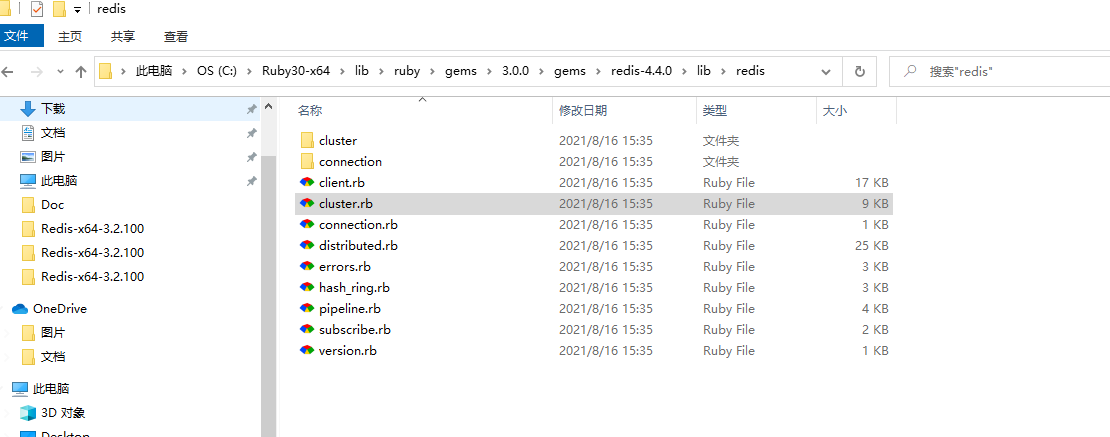 redis
文件 主页 共享 查看
此电脑 OS (C:) Ruby30-x64 lib ruby gems 3.0.0 gems redis-4.4.0 lib redis 搜索"redis"
名称 修改日期 类型 大小
下载
文档
图片
此电脑
Doc
Redis-x64-3.2.100
Redis-x64-3.2.100
Redis-x64-3.2.100
OneDrive
图片
文档
此电脑
3D 对象
Desktop
cluster 2021/8/16 15:35 文件夹
connection 2021/8/16 15:35 文件夹
client.rb 2021/8/16 15:35 Ruby File 17 KB
cluster.rb 2021/8/16 15:35 Ruby File 9 KB
connection.rb 2021/8/16 15:35 Ruby File 1 KB
distributed.rb 2021/8/16 15:35 Ruby File 25 KB
errors.rb 2021/8/16 15:35 Ruby File 3 KB
hash_ring.rb 2021/8/16 15:35 Ruby File 3 KB
pipeline.rb 2021/8/16 15:35 Ruby File 4 KB
subscribe.rb 2021/8/16 15:35 Ruby File 2 KB
version.rb 2021/8/16 15:35 Ruby File 1 KB